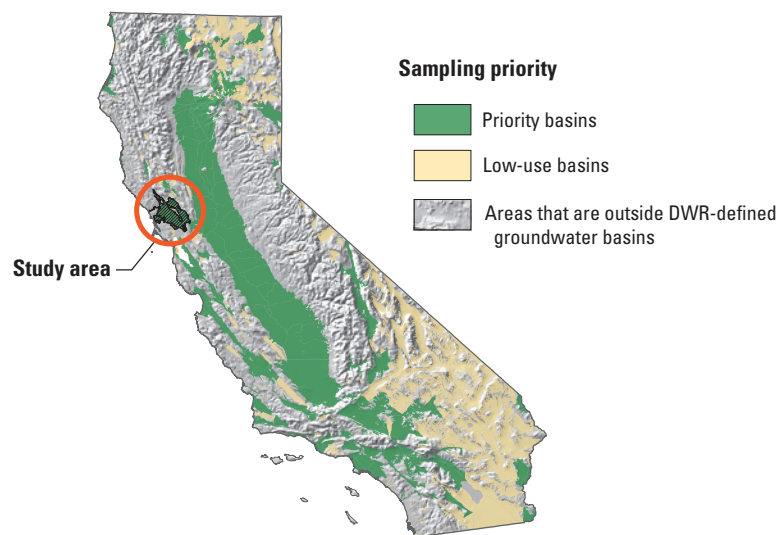 Sampling priority
Priority basins
Low-use basins
Areas that are outside DWR-defined
groundwater basins
Study area